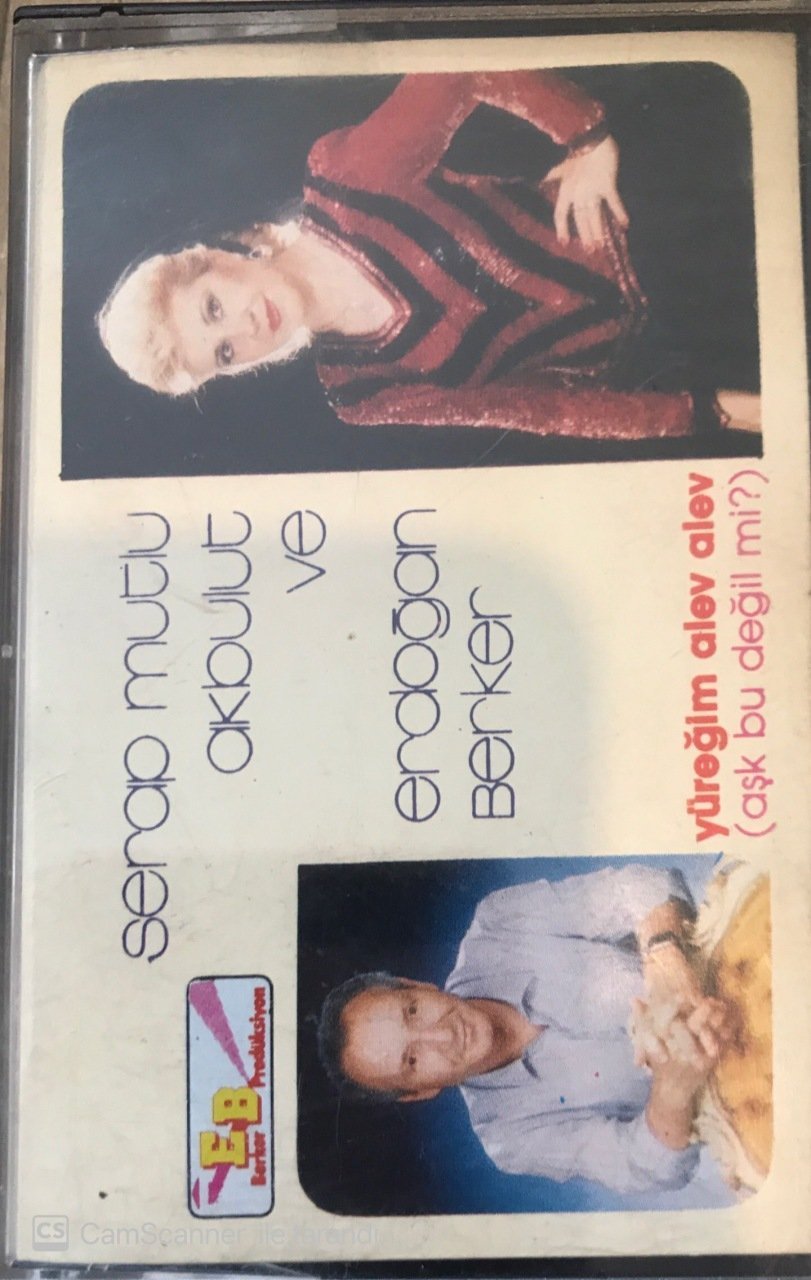 serap mutlu
akbulut
ve
erdoğan
Berker
yüreğim alev alev
(aşk bu değil mi?)
EB
Berker Prodüksiyon
CS CamScanner ile tarandı